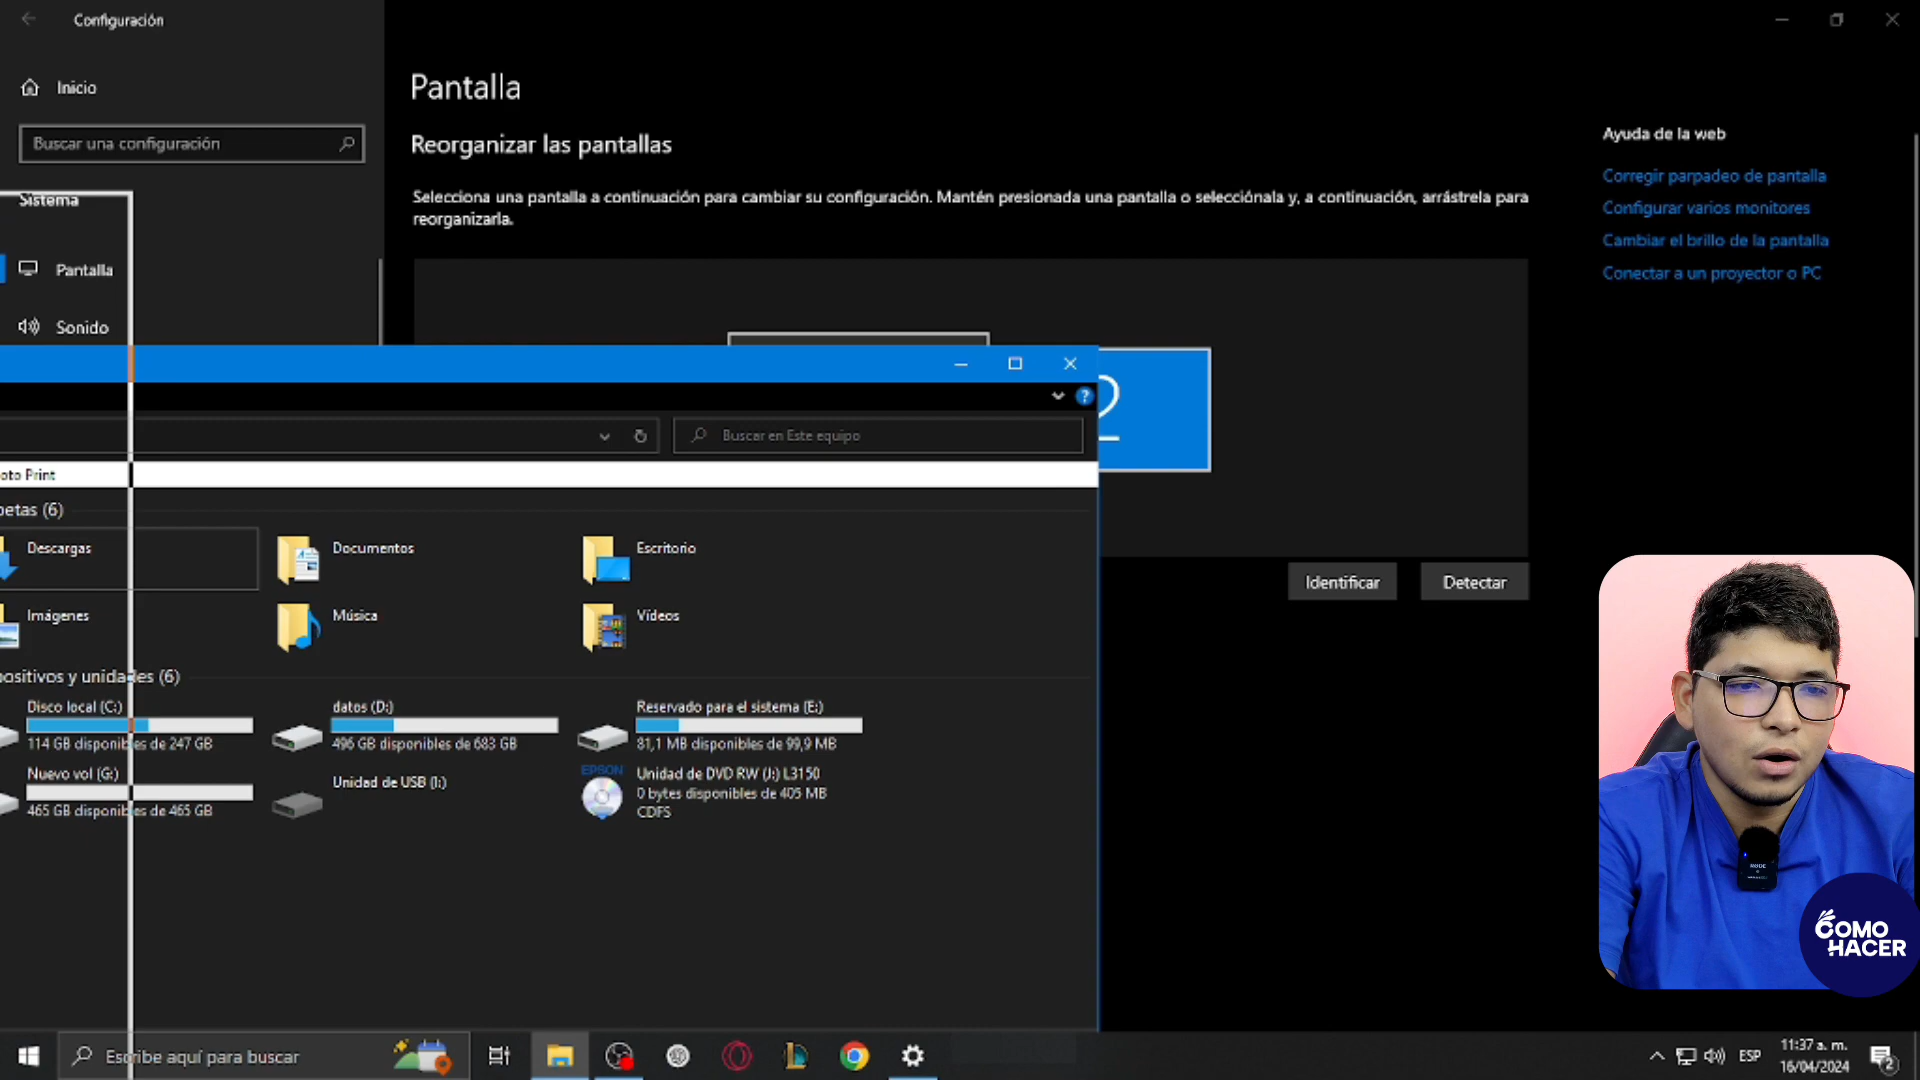 Configuración
Inicio
Buscar una configuración
Sistema
Pantalla
Sonido
Pantalla
Reorganizar las pantallas
Selecciona una pantalla a continuación para cambiar su configuración. Mantén presionada una pantalla o selecciónala y, a continuación, arrástrela para
reorganizarla.
2
Identificar
Detectar
Ayuda de la web
Corregir parpadeo de pantalla
Configurar varios monitores
Cambiar el brillo de la pantalla
Conectar a un proyector o PC
?
Buscar en Este equipo
oto Print
petas (6)
Descargas
Documentos
Escritorio
Imágenes
Música
Vídeos
positivos y unidades (6)
Disco local (C:)
114 GB disponibles de 247 GB
datos (D:)
496 GB disponibles de 683 GB
Reservado para el sistema (E:)
81,1 MB disponibles de 99,9 MB
Nuevo vol (G:)
465 GB disponibles de 465 GB
Unidad de USB (I:)
EPSON
Unidad de DVD RW (J:) L3150
0 bytes disponibles de 405 MB
CDFS
COMO
HACER
Escribe aquí para buscar
ESP
11:37 a. m.
16/04/2024
2